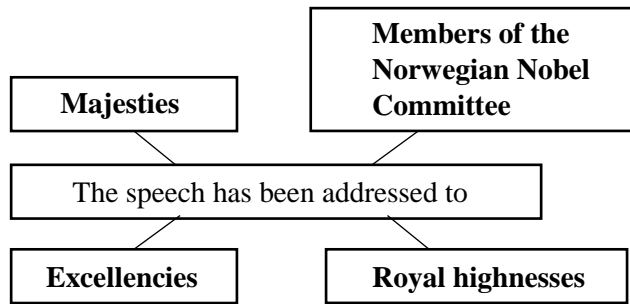 Members of the
Norwegian Nobel
Committee
Majesties
The speech has been addressed to
Excellencies
Royal highnesses